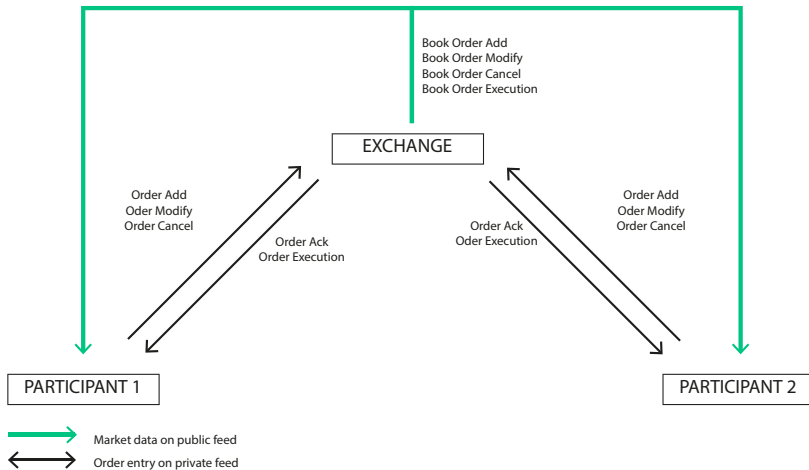 Book Order Add
Book Order Modify
Book Order Cancel
Book Order Execution
EXCHANGE
Order Add
Oder Modify
Order Cancel
Order Ack
Order Execution
Order Ack
Oder Execution
Order Add
Oder Modify
Order Cancel
PARTICIPANT 1
PARTICIPANT 2
Market data on public feed
Order entry on private feed